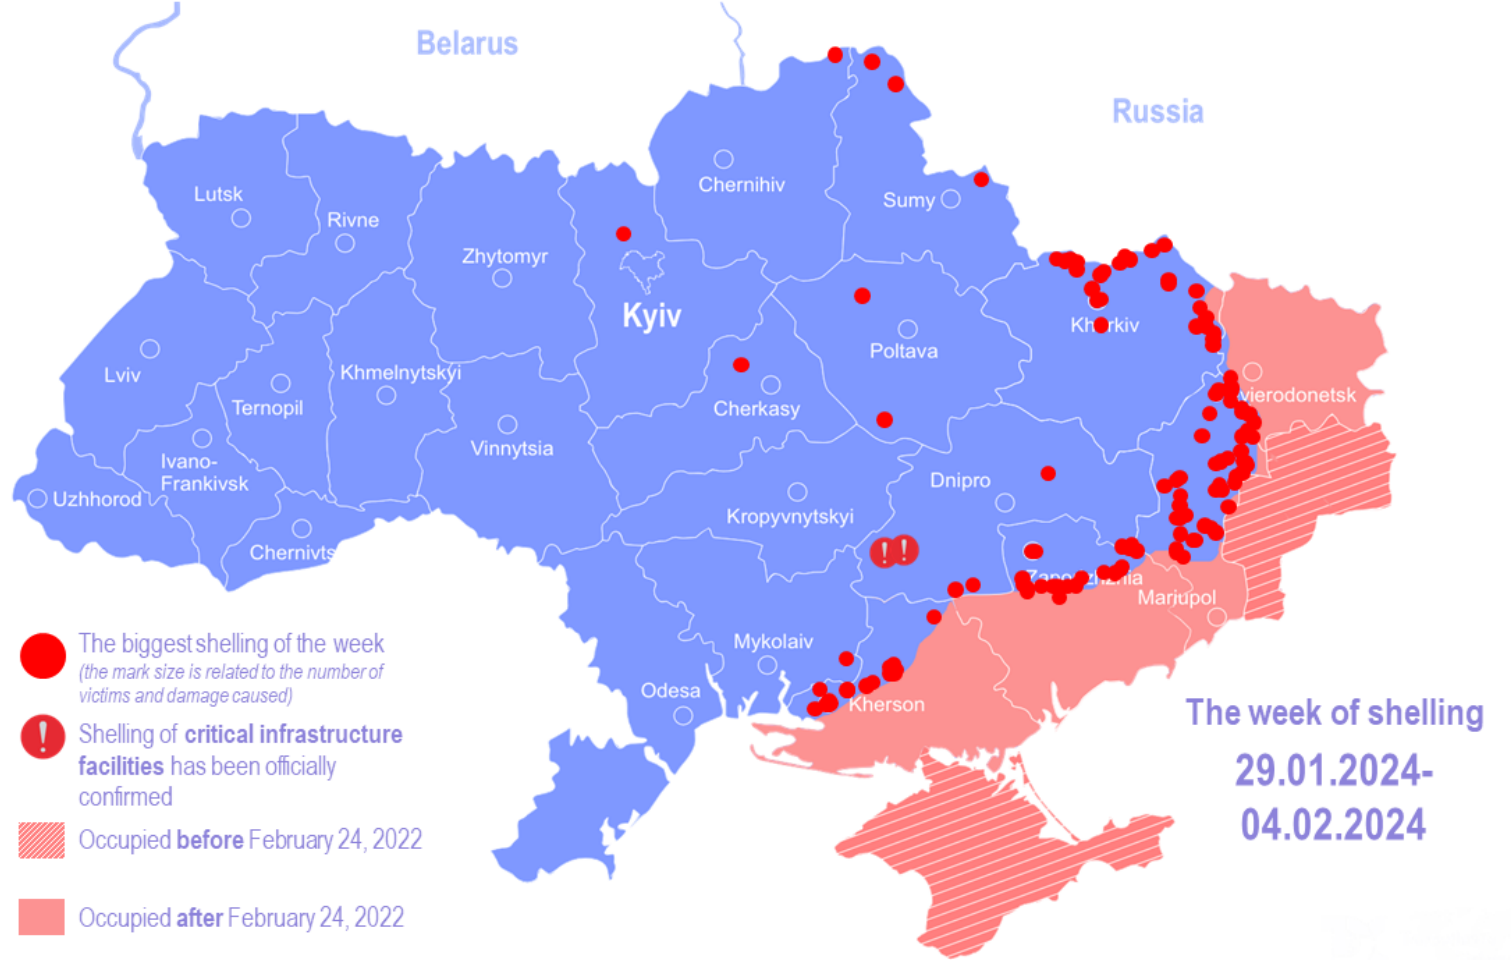 Belarus
Russia
Lutsk
Rivne
Chernihiv
Sumy
Zhytomyr
Kyiv
Kharkiv
Poltava
Lviv
Khmelnytskyi
Ternopil
Cherkasy
vierodonetsk
Vinnytsia
Ivano-
Frankivsk
Uzhhorod
Dnipro
Kropyvnytskyi
Chernivts
Zaporizhzhia
Mariupol
Mykolaiv
Odesa
Kherson
The biggest shelling of the week
(the mark size is related to the number of
victims and damage caused)
Shelling of critical infrastructure
facilities has been officially
confirmed
Occupied before February 24, 2022
Occupied after February 24, 2022
The week of shelling
29.01.2024-
04.02.2024